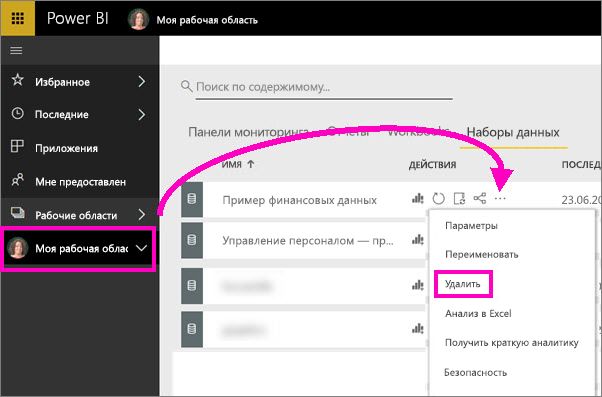 Power BI
Моя рабочая область
Избранное
Последние
Приложения
Мне предоставлен
Рабочие области
Моя рабочая облас
Поиск по содержимому...
Панели мониторинга Отчеты Workbooks Наборы данных
ИМЯ ↑ ДЕЙСТВИЯ ПОСЛЕД
Пример финансовых данных 23.06.20
Управление персоналом — пр...
Параметры
Переименовать
Удалить
Анализ в Excel
Получить краткую аналитику
Безопасность